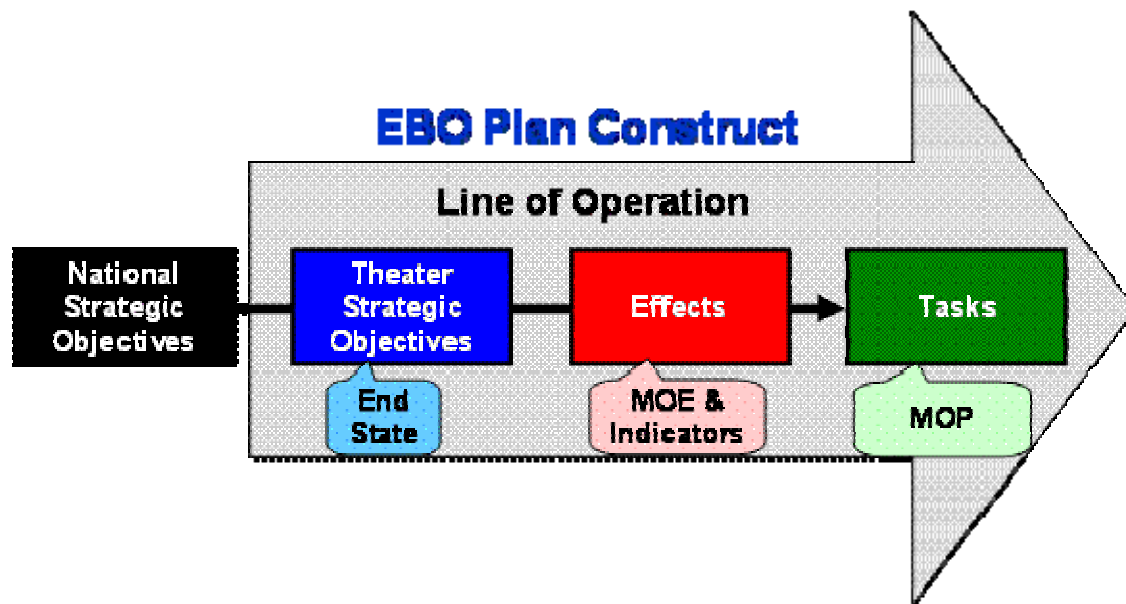 EBO Plan Construct
Line of Operation
National
Strategic
Objectives
Theater
Strategic
Objectives
Effects
Tasks
End
State
MOE &
Indicators
MOP